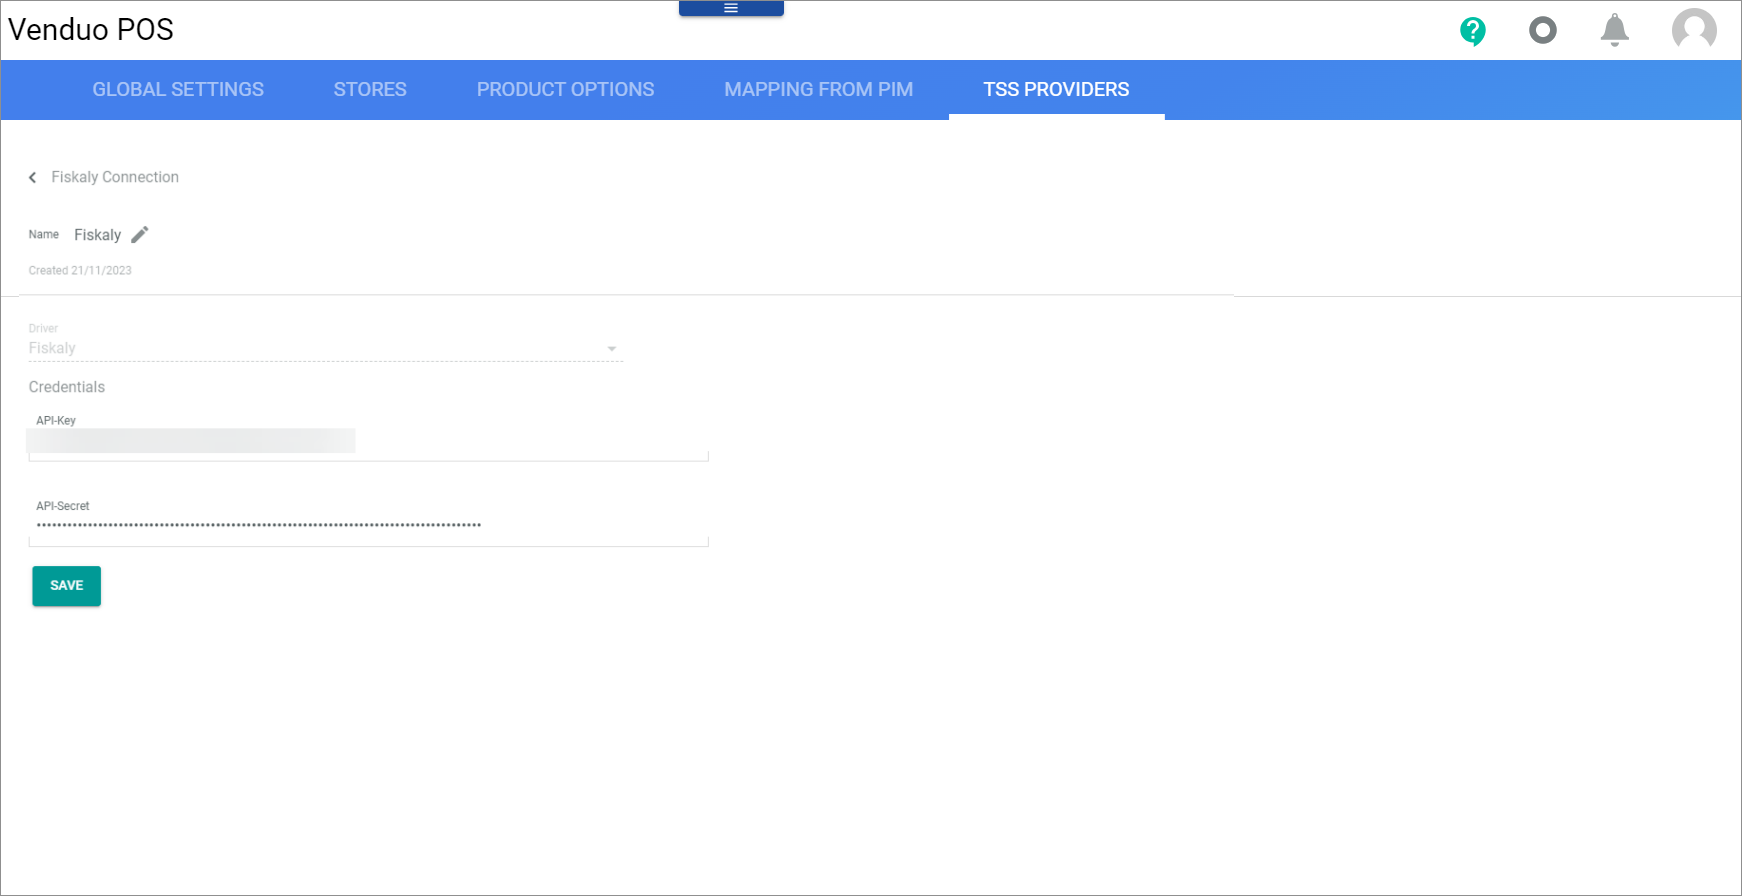 Venduo POS
GLOBAL SETTINGS STORES PRODUCT OPTIONS MAPPING FROM PIM TSS PROVIDERS
Fiskaly Connection
Name Fiskaly
Created 21/11/2023
Driver
Fiskaly
Credentials
API-Key
API-Secret
SAVE